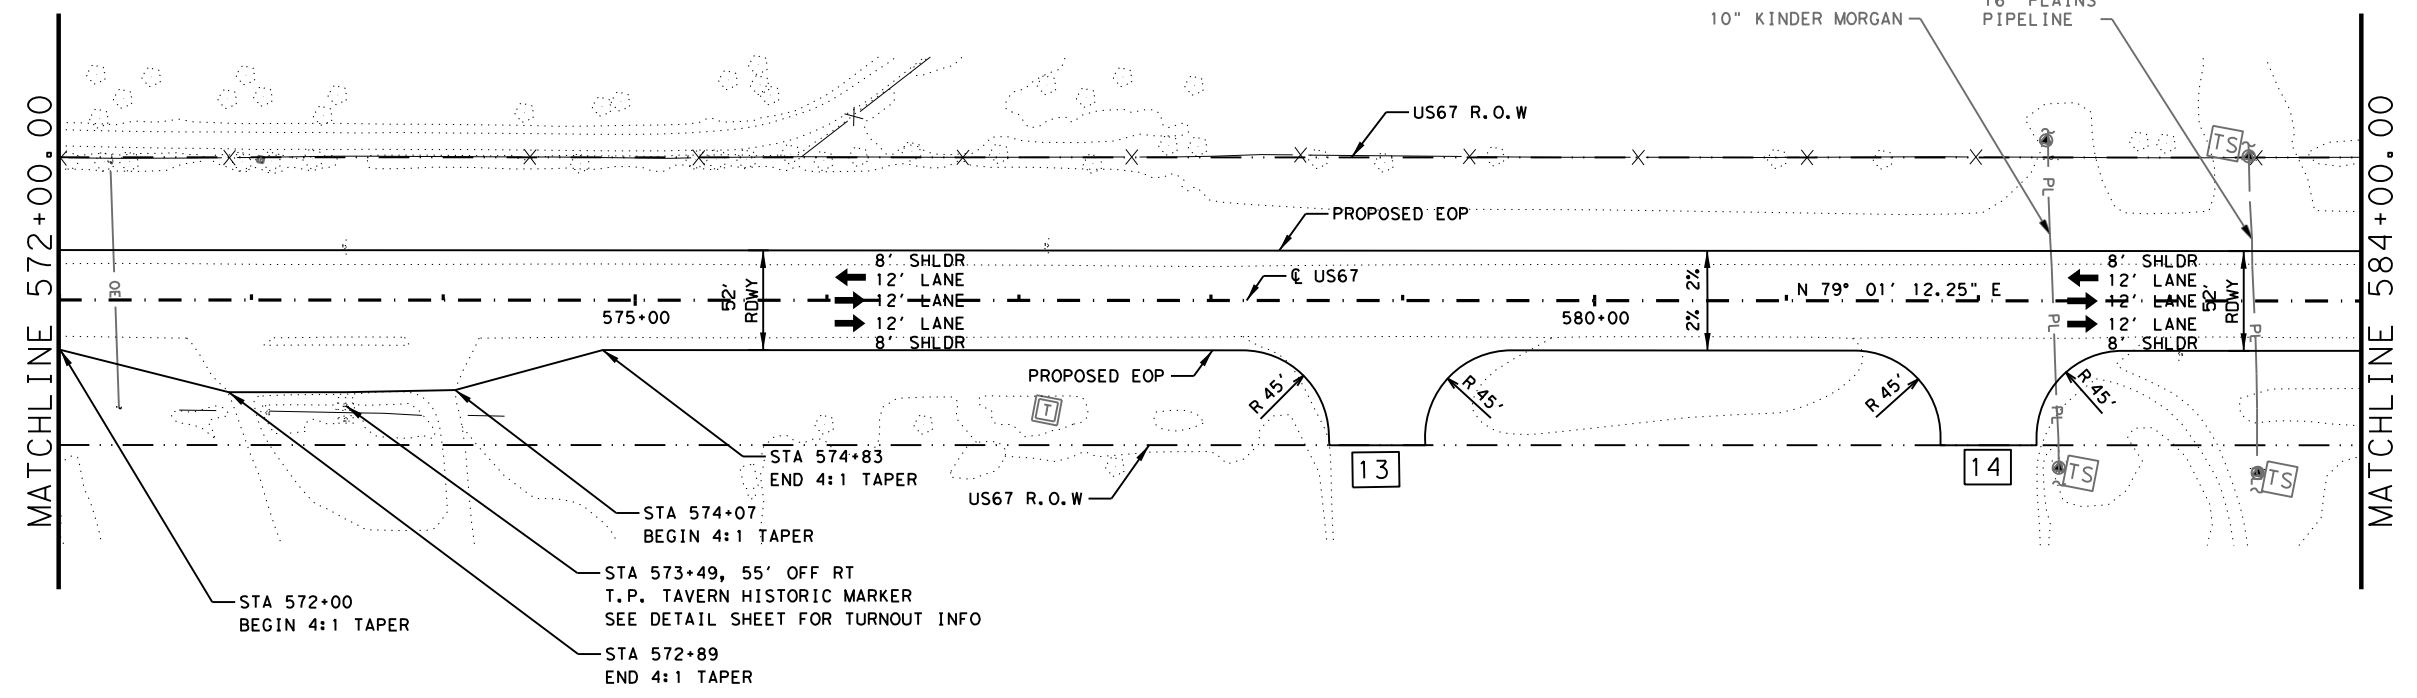 10" KINDER MORGAN
16" PLAINS
PIPELINE
US67 R.O.W
TS
PL
PROPOSED EOP
MATCHLINE 572+00.00
MATCHLINE 584+00.00
OE
52' RDWY
8' SHLDR
12' LANE
12' LANE
12' LANE
8' SHLDR
℄ US67
2%
2%
N 79° 01' 12.25" E
8' SHLDR
12' LANE
12' LANE
12' LANE
8' SHLDR
52' RDWY
575+00
580+00
PL
PL
PROPOSED EOP
R 45'
R 45'
R 45'
R 45'
T
PL
STA 574+83
END 4:1 TAPER
13
14
TS
TS
US67 R.O.W
STA 574+07
BEGIN 4:1 TAPER
STA 573+49, 55' OFF RT
T.P. TAVERN HISTORIC MARKER
SEE DETAIL SHEET FOR TURNOUT INFO
STA 572+00
BEGIN 4:1 TAPER
STA 572+89
END 4:1 TAPER